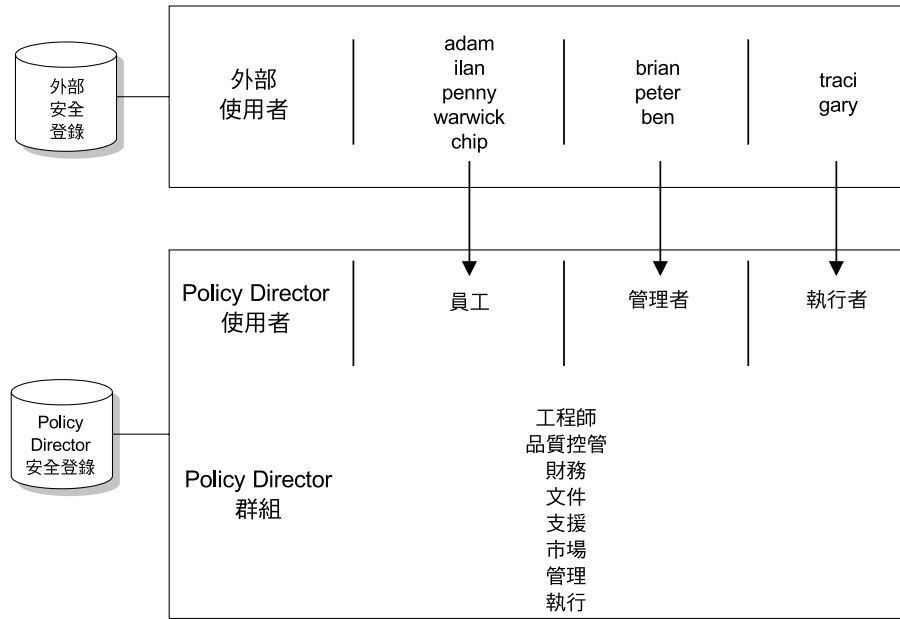 外部
安全
登錄
外部
使用者
adam
ilan
penny
warwick
chip
brian
peter
ben
traci
gary
Policy Director
使用者
員工
管理者
執行者
Policy
Director
安全登錄
Policy Director
群組
工程師
品質控管
財務
文件
支援
市場
管理
執行